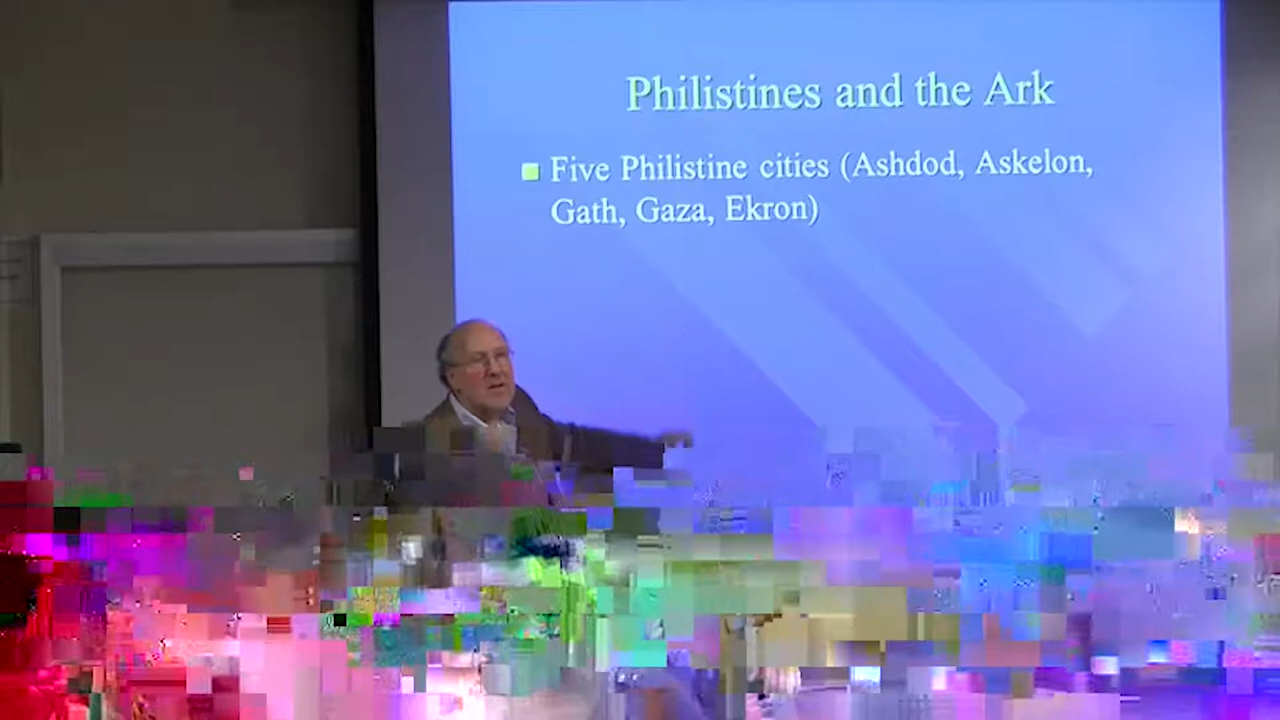 Philistines and the Ark
Five Philistine cities (Ashdod, Askelon,
Gath, Gaza, Ekron)